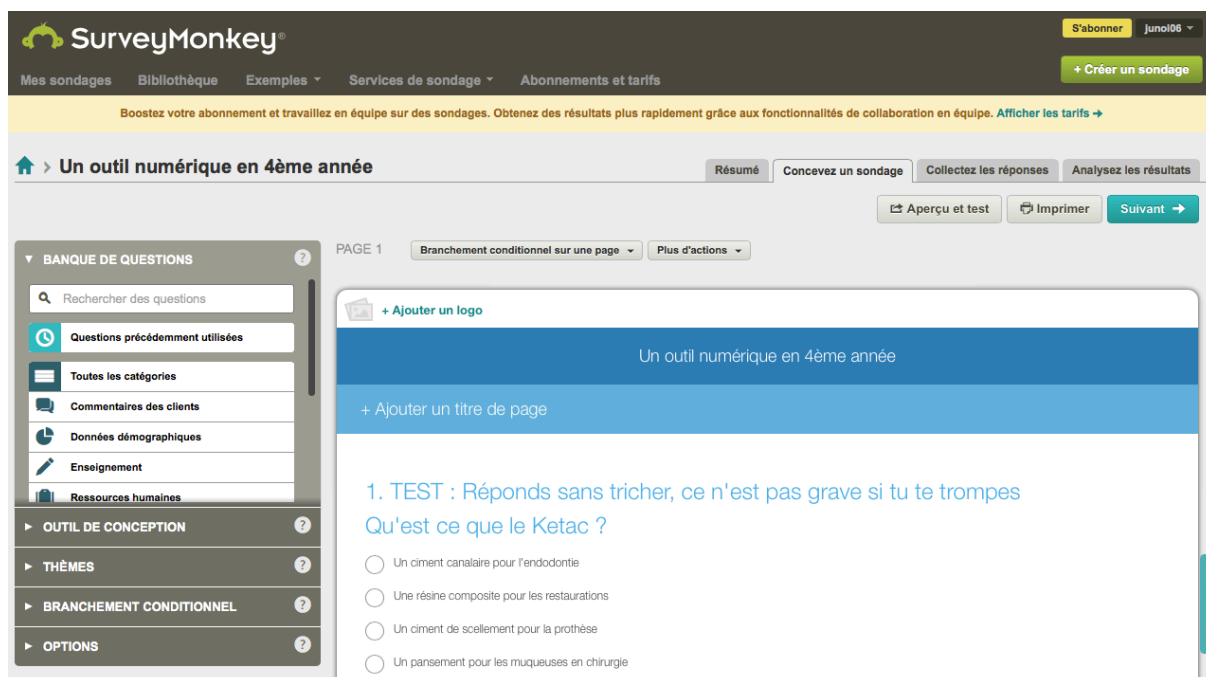 SurveyMonkey®
S'abonner
junol06
Mes sondages
Bibliothèque
Exemples
Services de sondage
Abonnements et tarifs
+ Créer un sondage
Boostez votre abonnement et travaillez en équipe sur des sondages. Obtenez des résultats plus rapidement grâce aux fonctionnalités de collaboration en équipe. Afficher les tarifs →
Un outil numérique en 4ème année
Résumé
Concevez un sondage
Collectez les réponses
Analysez les résultats
Aperçu et test
Imprimer
Suivant →
BANQUE DE QUESTIONS ?
Rechercher des questions
Questions précédemment utilisées
Toutes les catégories
Commentaires des clients
Données démographiques
Enseignement
Ressources humaines
OUTIL DE CONCEPTION ?
THÈMES ?
BRANCHEMENT CONDITIONNEL ?
OPTIONS ?
PAGE 1
Branchement conditionnel sur une page
Plus d'actions
+ Ajouter un logo
Un outil numérique en 4ème année
+ Ajouter un titre de page
1. TEST : Réponds sans tricher, ce n'est pas grave si tu te trompes
Qu'est ce que le Ketac ?
Un ciment canalaire pour l'endodontie
Une résine composite pour les restaurations
Un ciment de scellement pour la prothèse
Un pansement pour les muqueuses en chirurgie